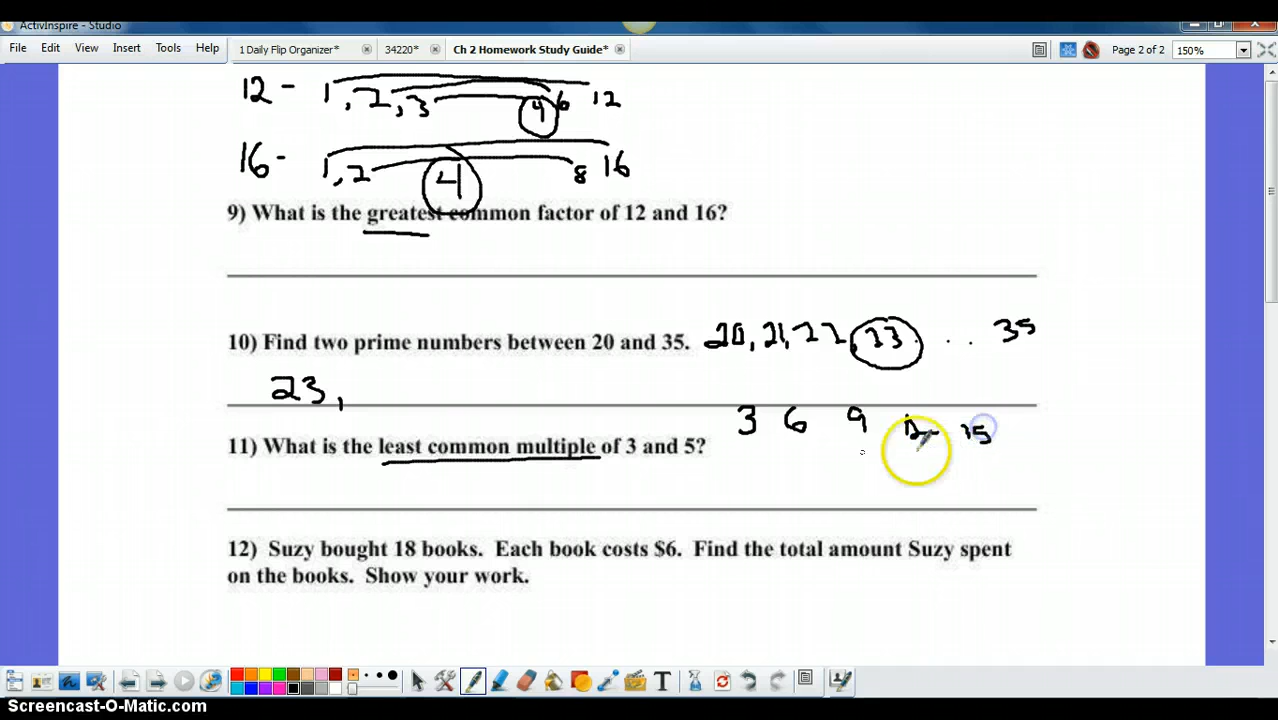 ActivInspire - Studio
File Edit View Insert Tools Help 1 Daily Flip Organizer* 34220* Ch 2 Homework Study Guide* Page 2 of 2 150%
12 - 1, 2, 3 4 6 12
16 - 1, 2 4 8 16
9) What is the greatest common factor of 12 and 16?
10) Find two prime numbers between 20 and 35. 20, 21, 22, 23 . . . 35
23,
3 6 9 12 15
11) What is the least common multiple of 3 and 5?
12) Suzy bought 18 books. Each book costs $6. Find the total amount Suzy spent
on the books. Show your work.
Screencast-O-Matic.com